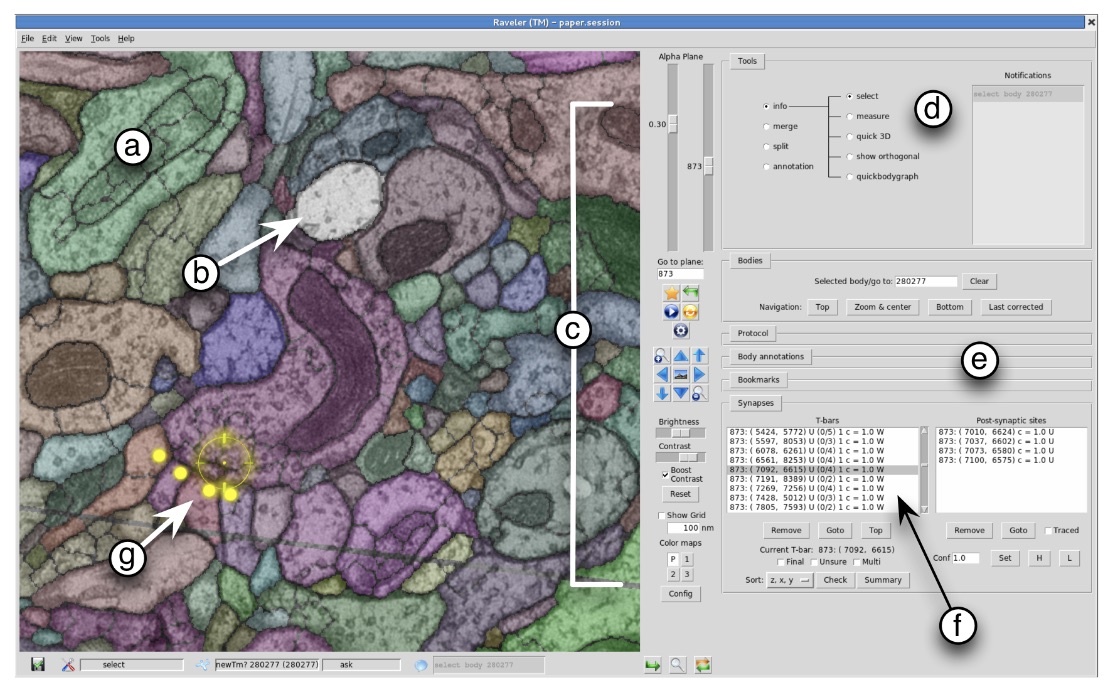 Raveler (TM) – paper.session
File Edit View Tools Help
Alpha Plane
0.30
873
Go to plane:
873
Brightness
Contrast
Boost
Contrast
Reset
Show Grid
100 nm
Color maps
P 1
2 3
Config
Tools
info
merge
split
annotation
select
measure
quick 3D
show orthogonal
quickbodygraph
Notifications
select body 280277
Bodies
Selected body/go to: 280277 Clear
Navigation: Top Zoom & center Bottom Last corrected
Protocol
Body annotations
Bookmarks
Synapses
T-bars
873: ( 5424, 5772) U (0/5) 1 c = 1.0 W
873: ( 5597, 8053) U (0/3) 1 c = 1.0 W
873: ( 6078, 6261) U (0/4) 1 c = 1.0 W
873: ( 6561, 8253) U (0/4) 1 c = 1.0 W
873: ( 7092, 6615) U (0/4) 1 c = 1.0 W
873: ( 7191, 8389) U (0/2) 1 c = 1.0 W
873: ( 7269, 7256) U (0/4) 1 c = 1.0 W
873: ( 7428, 5012) U (0/3) 1 c = 1.0 W
873: ( 7805, 7593) U (0/2) 1 c = 1.0 W
Remove Goto Top
Current T-bar: 873: ( 7092, 6615)
Final Unsure Multi
Sort: z, x, y Check Summary
Post-synaptic sites
873: ( 7010, 6624) c = 1.0 U
873: ( 7037, 6602) c = 1.0 U
873: ( 7073, 6580) c = 1.0 U
873: ( 7100, 6575) c = 1.0 U
Remove Goto Traced
Conf 1.0 Set H L
a
b
c
d
e
f
g
select
newTm? 280277 (280277)
ask
select body 280277